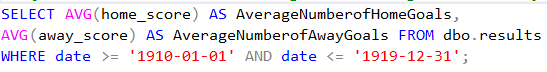 SELECT AVG(home_score) AS AverageNumberofHomeGoals,
AVG(away_score) AS AverageNumberofAwayGoals FROM dbo.results
WHERE date >= '1910-01-01' AND date <= '1919-12-31';